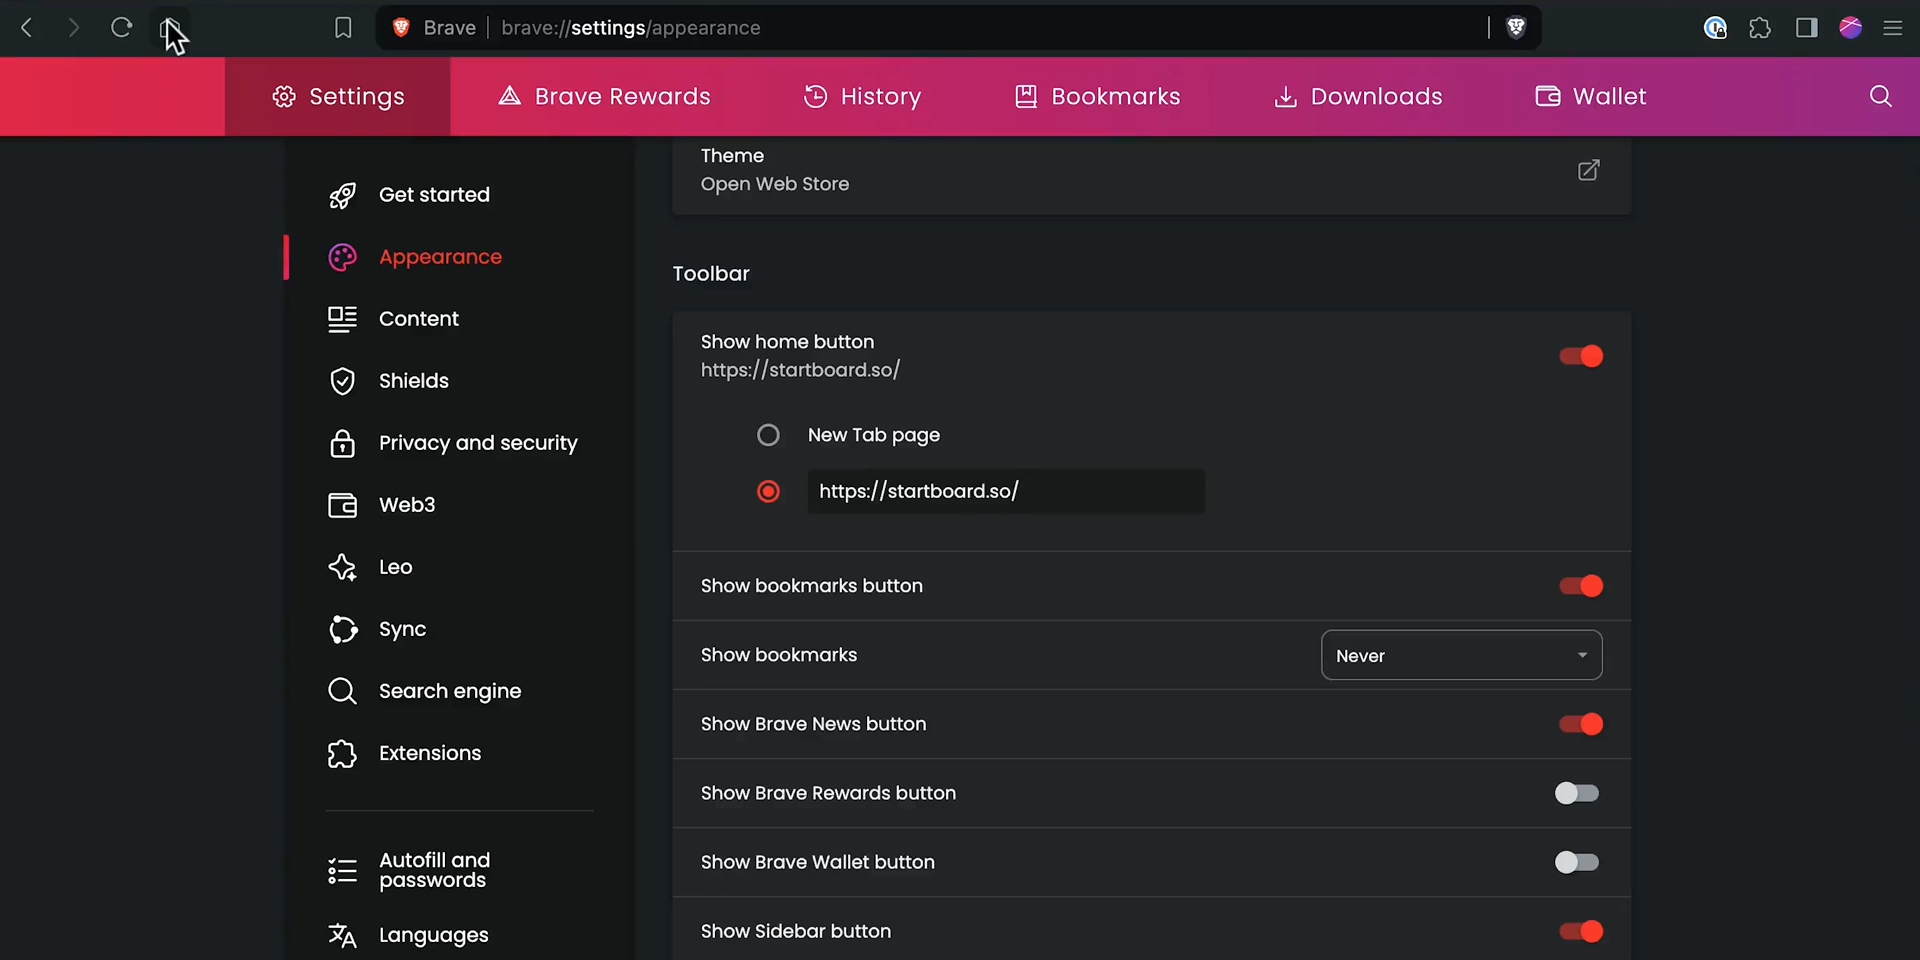 Brave
brave://settings/appearance
Settings
Brave Rewards
History
Bookmarks
Downloads
Wallet
Get started
Appearance
Content
Shields
Privacy and security
Web3
Leo
Sync
Search engine
Extensions
Autofill and
passwords
Languages
Theme
Open Web Store
Toolbar
Show home button
https://startboard.so/
New Tab page
https://startboard.so/
Show bookmarks button
Show bookmarks
Never
Show Brave News button
Show Brave Rewards button
Show Brave Wallet button
Show Sidebar button